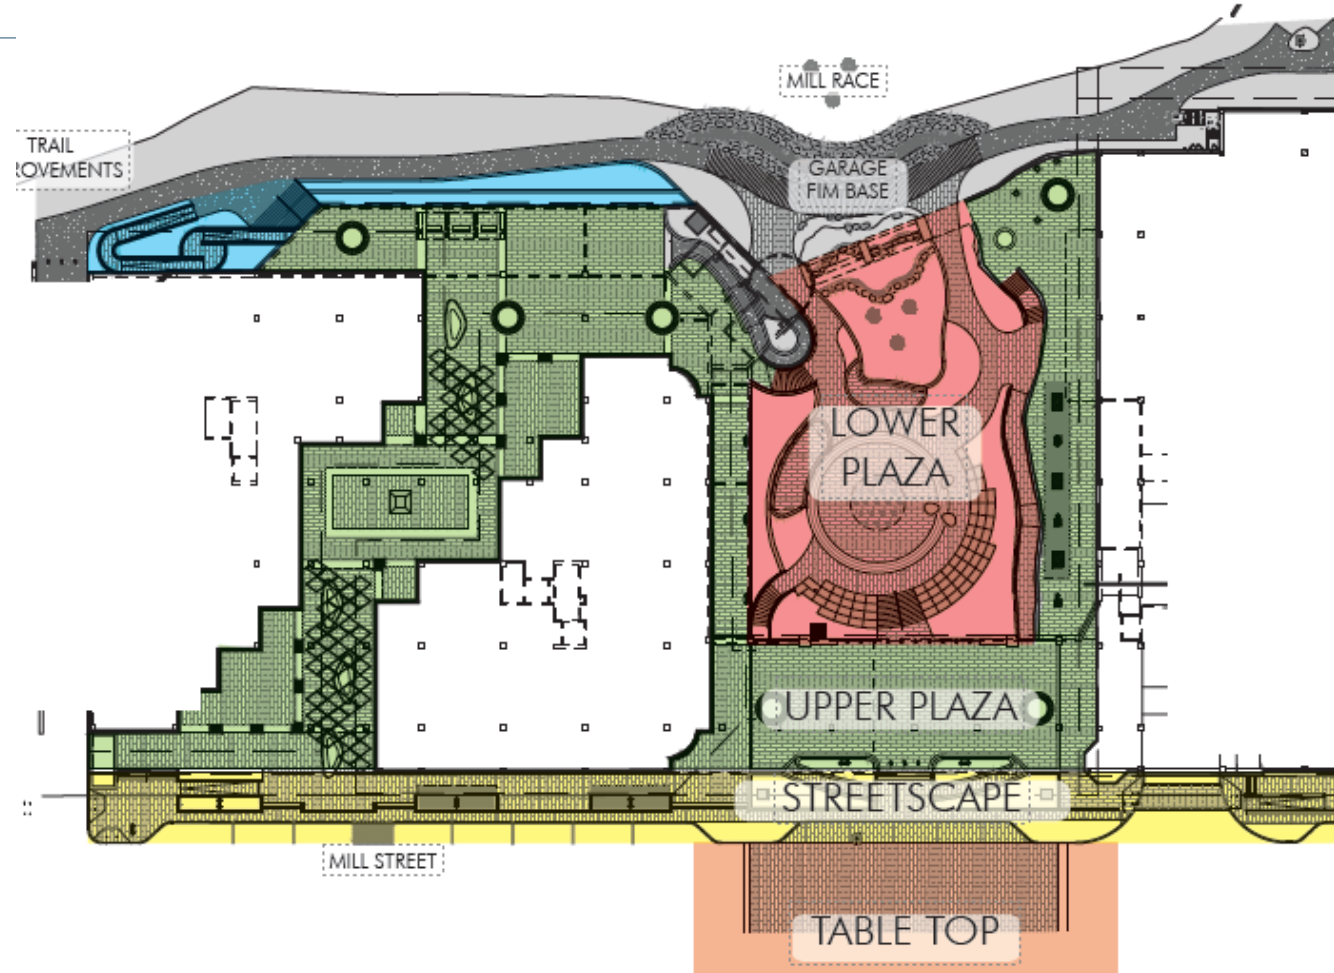 MILL RACE
TRAIL
ROVEMENTS
GARAGE
FIM BASE
LOWER
PLAZA
UPPER PLAZA
STREETSCAPE
MILL STREET
TABLE TOP